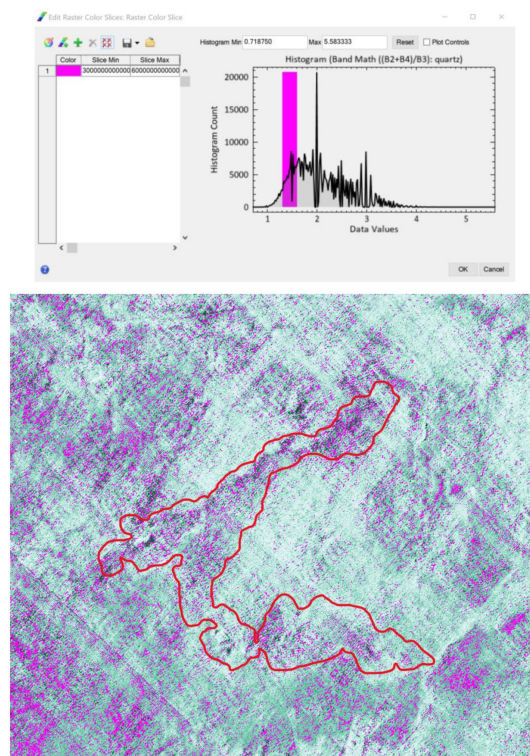 Edit Raster Color Slices: Raster Color Slice
Histogram Min 0.718750 Max 5.583333 Reset Plot Controls
Color Slice Min Slice Max
1 3000000000000 6000000000000
Histogram (Band Math ((B2+B4)/B3): quartz)
20000
15000
10000
5000
0
Histogram Count
1 2 3 4 5
Data Values
OK Cancel